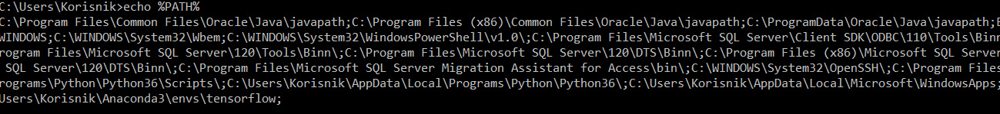 C:\Users\Korisnik>echo %PATH%
C:\Program Files\Common Files\Oracle\Java\javapath;C:\Program Files (x86)\Common Files\Oracle\Java\javapath;C:\ProgramData\Oracle\Java\javapath;
WINDOWS;C:\WINDOWS\System32\Wbem;C:\WINDOWS\System32\WindowsPowerShell\v1.0\;C:\Program Files\Microsoft SQL Server\Client SDK\ODBC\110\Tools\Binn
rogram Files\Microsoft SQL Server\120\Tools\Binn\;C:\Program Files\Microsoft SQL Server\120\DTS\Binn\;C:\Program Files (x86)\Microsoft SQL Server
SQL Server\120\DTS\Binn\;C:\Program Files\Microsoft SQL Server Migration Assistant for Access\bin\;C:\WINDOWS\System32\OpenSSH\;C:\Program Files
rograms\Python\Python36\Scripts\;C:\Users\Korisnik\AppData\Local\Programs\Python\Python36\;C:\Users\Korisnik\AppData\Local\Microsoft\WindowsApps;
Users\Korisnik\Anaconda3\envs\tensorflow;